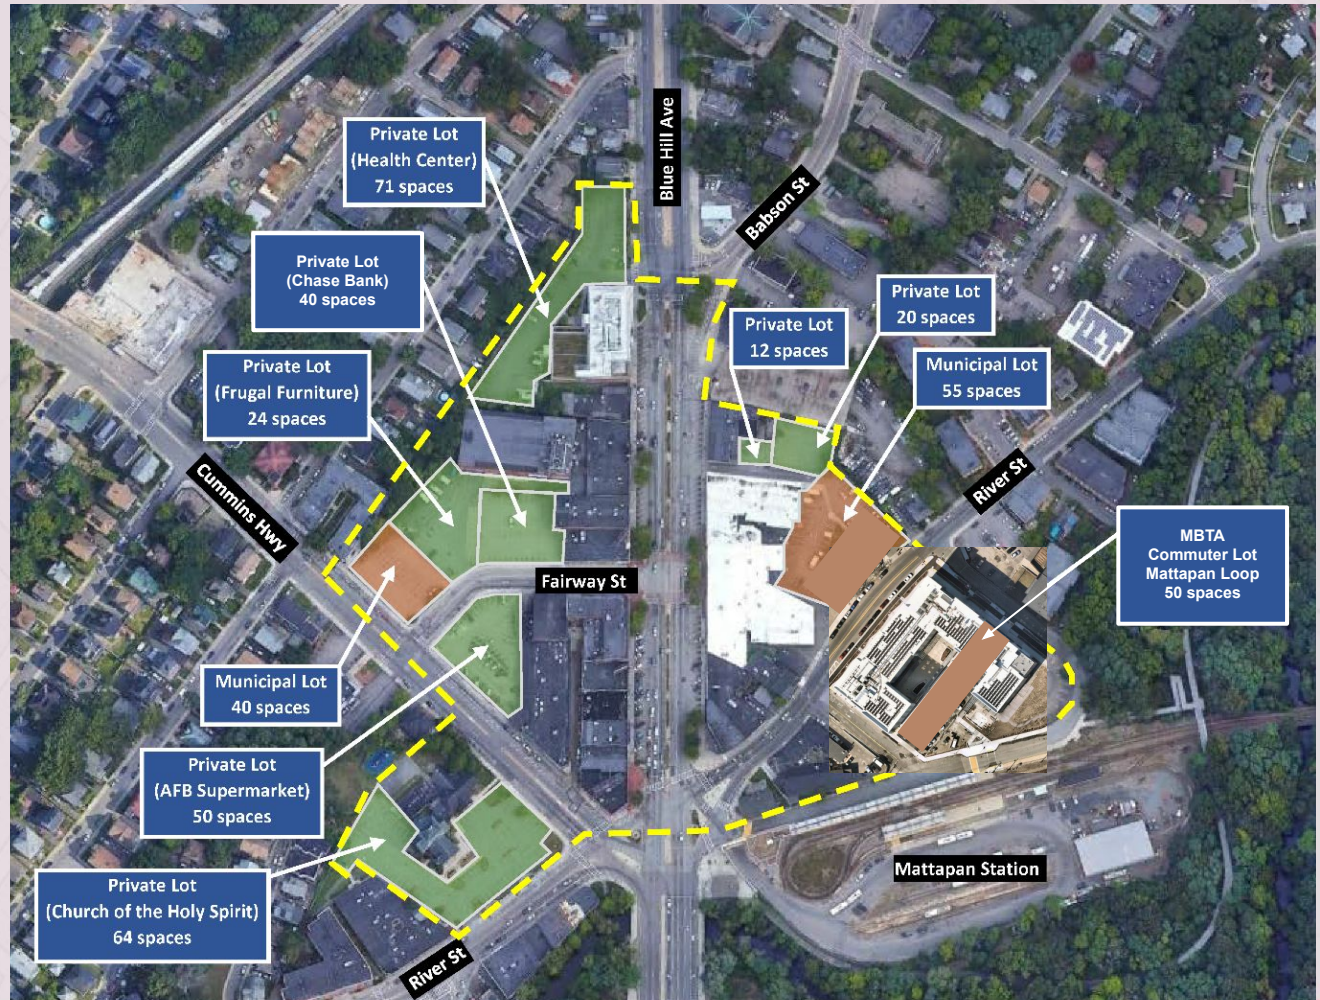 Private Lot
(Health Center)
71 spaces
Blue Hill Ave
Babson St
Private Lot
(Chase Bank)
40 spaces
Private Lot
20 spaces
Private Lot
12 spaces
Municipal Lot
55 spaces
Private Lot
(Frugal Furniture)
24 spaces
Cummins Hwy
River St
MBTA
Commuter Lot
Mattapan Loop
50 spaces
Fairway St
Municipal Lot
40 spaces
Private Lot
(AFB Supermarket)
50 spaces
Mattapan Station
Private Lot
(Church of the Holy Spirit)
64 spaces
River St